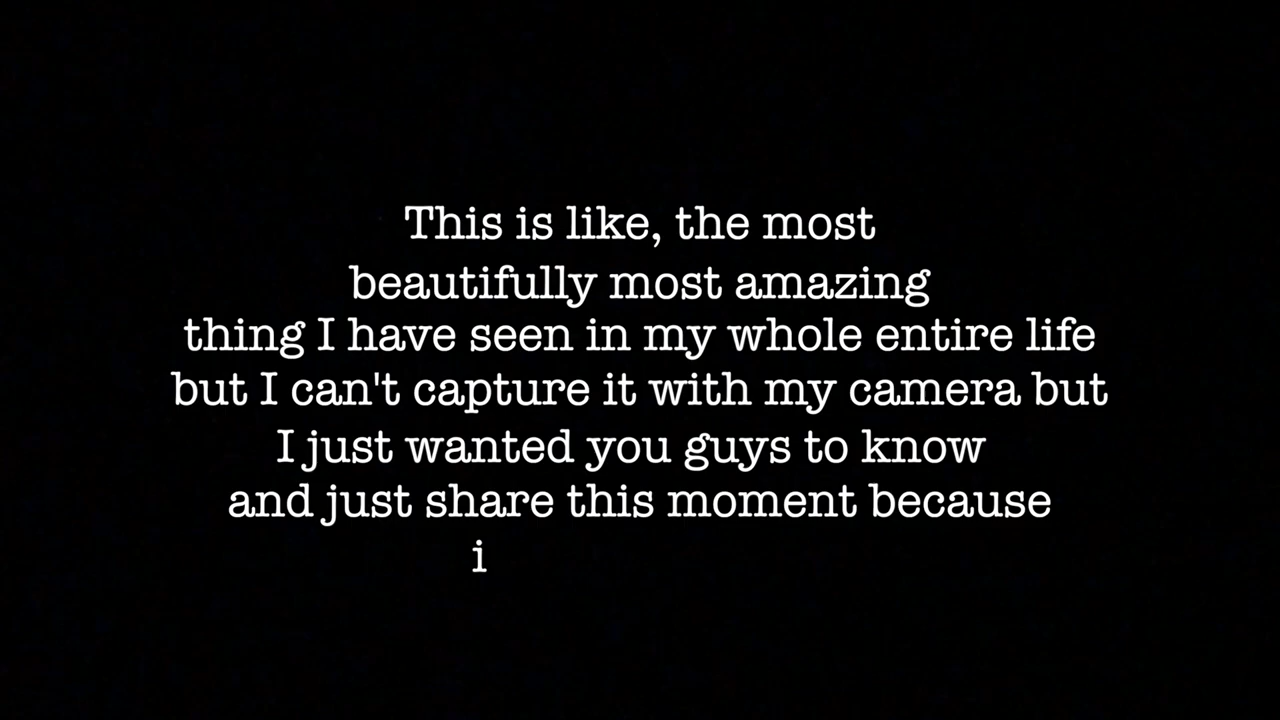 This is like, the most
beautifully most amazing
thing I have seen in my whole entire life
but I can't capture it with my camera but
I just wanted you guys to know
and just share this moment because
i